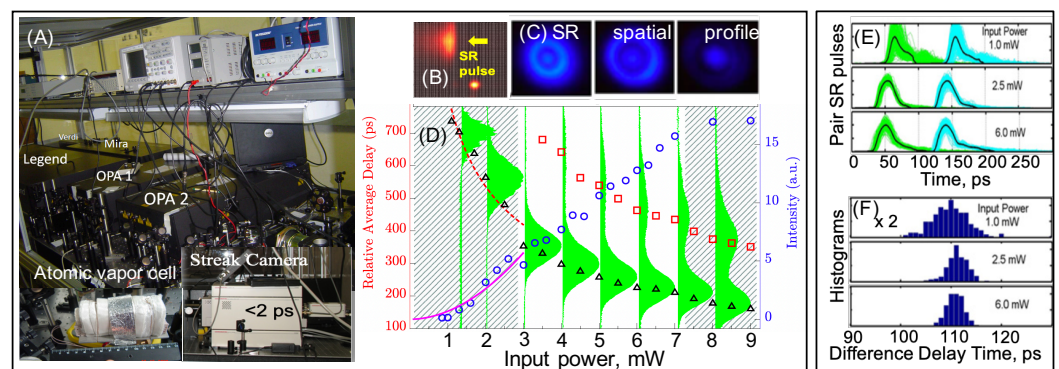 (A)
Verdi
Mira
Legend
OPA 1
OPA 2
Atomic vapor cell
Streak Camera
<2 ps
(B)
SR
pulse
(C) SR spatial profile
(D)
Relative Average Delay (ps)
700
600
500
400
300
200
100
1 2 3 4 5 6 7 8 9
Input power, mW
15
10
5
0
Intensity (a.u.)
(E)
Pair SR pulses
Input Power
1.0 mW
2.5 mW
6.0 mW
0 50 100 150 200 250
Time, ps
(F) x 2
Histograms
Input Power
1.0 mW
2.5 mW
6.0 mW
90 100 110 120
Difference Delay Time, ps